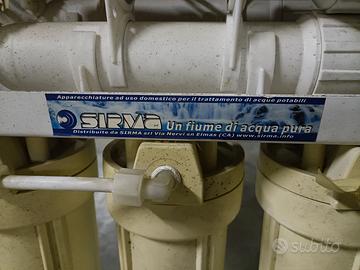 Apparecchiature ad uso domestico per il trattamento di acque potabili
SIRMA
Un fiume di acqua pura
Distribuite da SIRMA srl Via Nervi sn Elmas (CA) www.sirma.info
subito